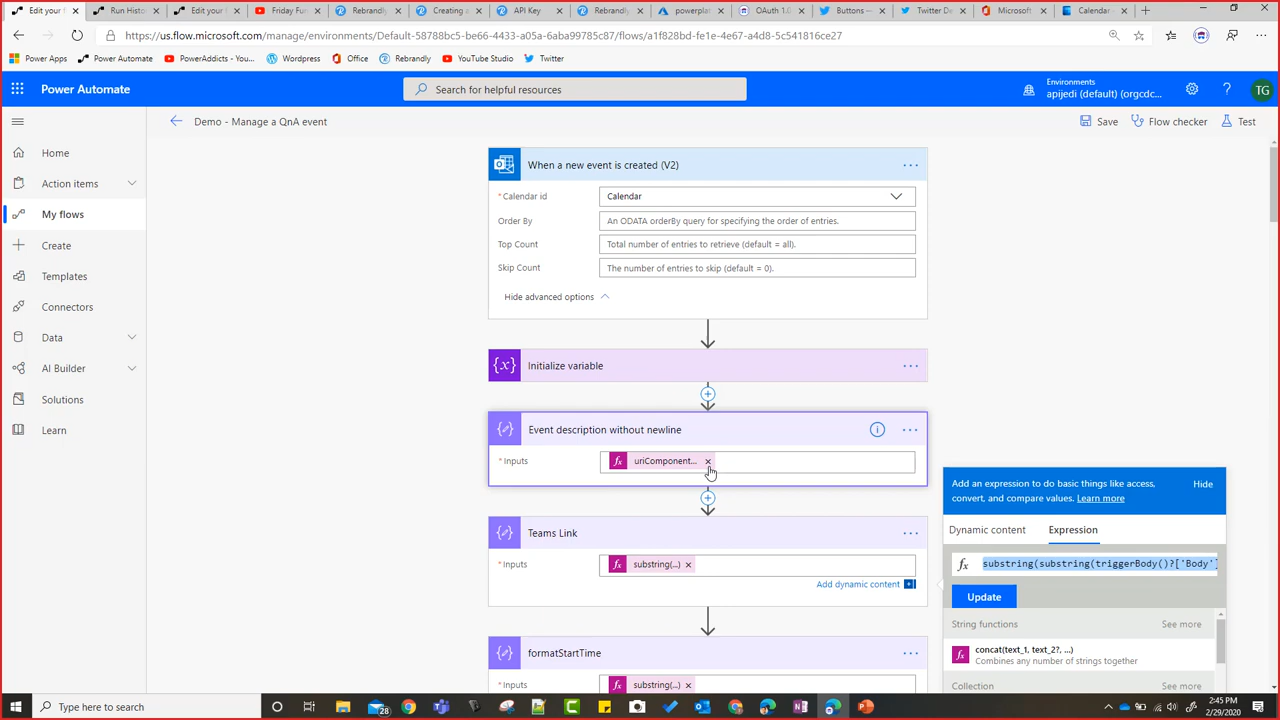 Edit your f
Run Histo
Edit your f
Friday Fun
Rebrandly
Creating a
API Key
Rebrandly
powerplat
OAuth 1.0
Buttons —
Twitter De
Microsoft
Calendar -
https://us.flow.microsoft.com/manage/environments/Default-58788bc5-be66-4433-a05a-6aba99785c87/flows/a1f828bd-fe1e-4e67-a4d8-5c541816ce27
Power Apps
Power Automate
PowerAddicts - You...
Wordpress
Office
Rebrandly
YouTube Studio
Twitter
Power Automate
Search for helpful resources
Environments
apijedi (default) (orgcdc...
?
TG
Demo - Manage a QnA event
Save
Flow checker
Test
Home
Action items
My flows
Create
Templates
Connectors
Data
AI Builder
Solutions
Learn
When a new event is created (V2)
* Calendar id
Calendar
Order By
An ODATA orderBy query for specifying the order of entries.
Top Count
Total number of entries to retrieve (default = all).
Skip Count
The number of entries to skip (default = 0).
Hide advanced options
{x} Initialize variable
Event description without newline
* Inputs
fx uriComponent... ×
Teams Link
* Inputs
fx substring(...) ×
Add dynamic content
formatStartTime
* Inputs
fx substring(...) ×
Add an expression to do basic things like access,
convert, and compare values. Learn more
Hide
Dynamic content
Expression
fx substring(substring(triggerBody()?['Body']
Update
String functions
See more
fx concat(text_1, text_2?, ...)
Combines any number of strings together
Collection
See more
Type here to search
28
2:45 PM
2/29/2020